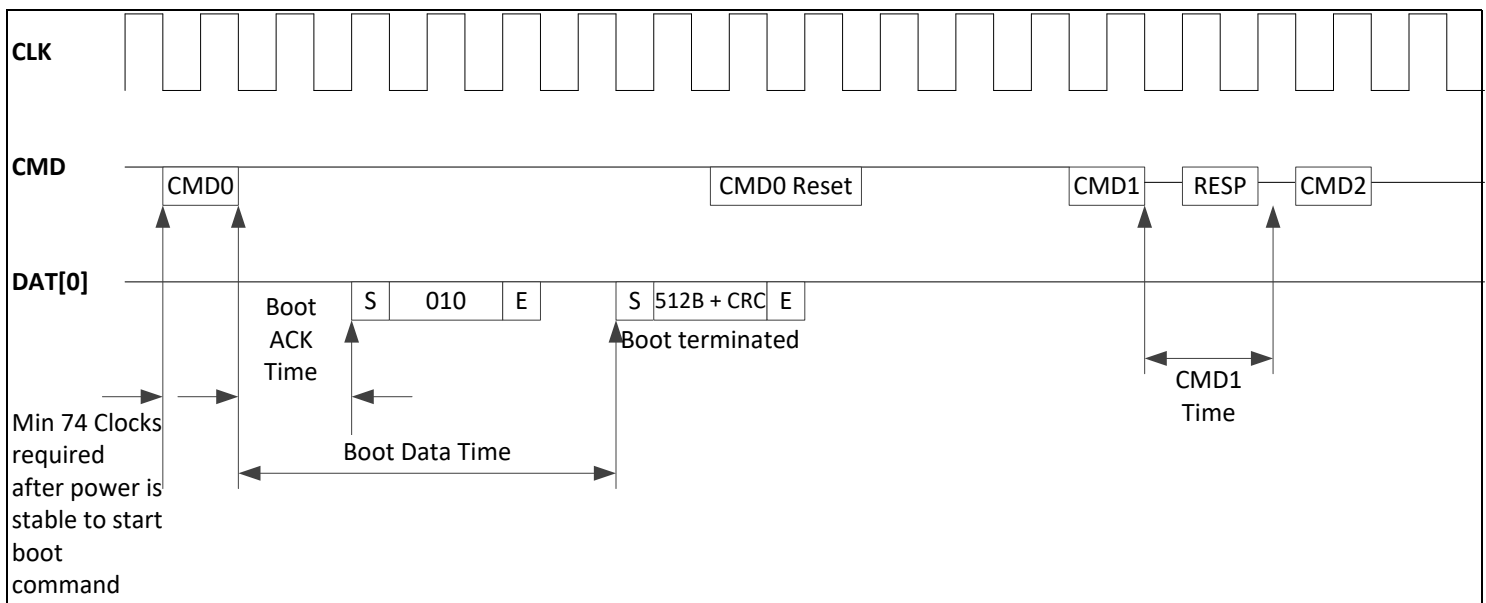 CLK
CMD
CMD0
CMD0 Reset
CMD1
RESP
CMD2
DAT[0]
S
010
E
S
512B + CRC
E
Boot
ACK
Time
Boot terminated
CMD1
Time
Min 74 Clocks
required
after power is
stable to start
boot
command
Boot Data Time